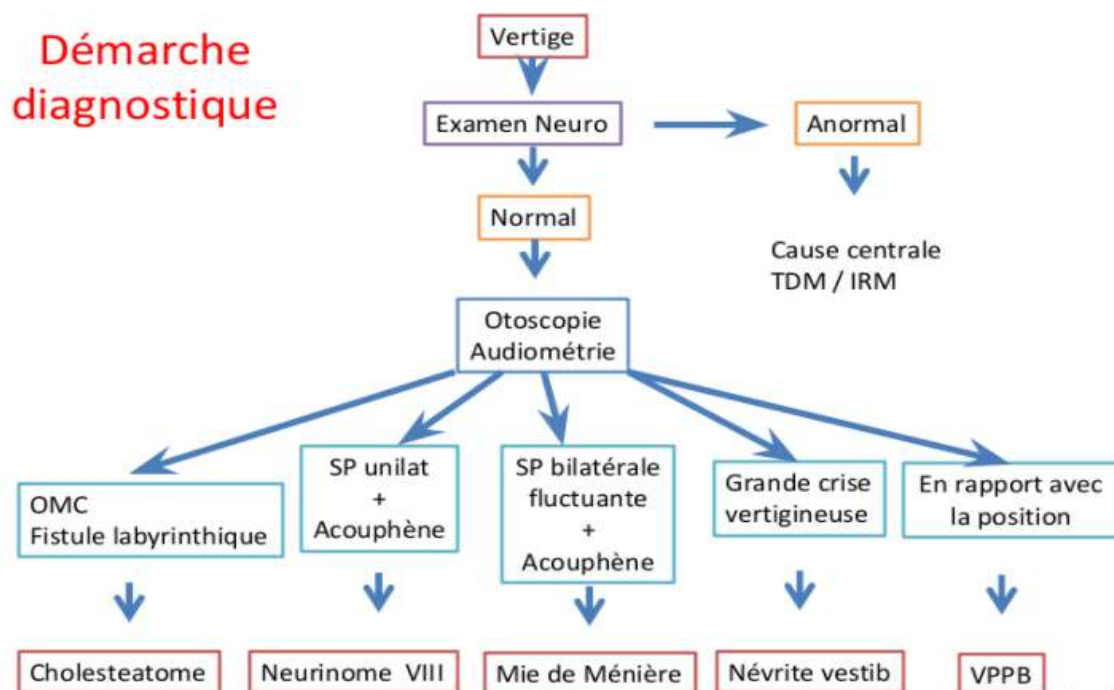 Démarche
diagnostique
Vertige
Examen Neuro
Anormal
Normal
Cause centrale
TDM / IRM
Otoscopie
Audiométrie
OMC
Fistule labyrinthique
SP unilat
+
Acouphène
SP bilatérale
fluctuante
+
Acouphène
Grande crise
vertigineuse
En rapport avec
la position
Cholesteatome
Neurinome VIII
Mie de Ménière
Névrite vestib
VPPB